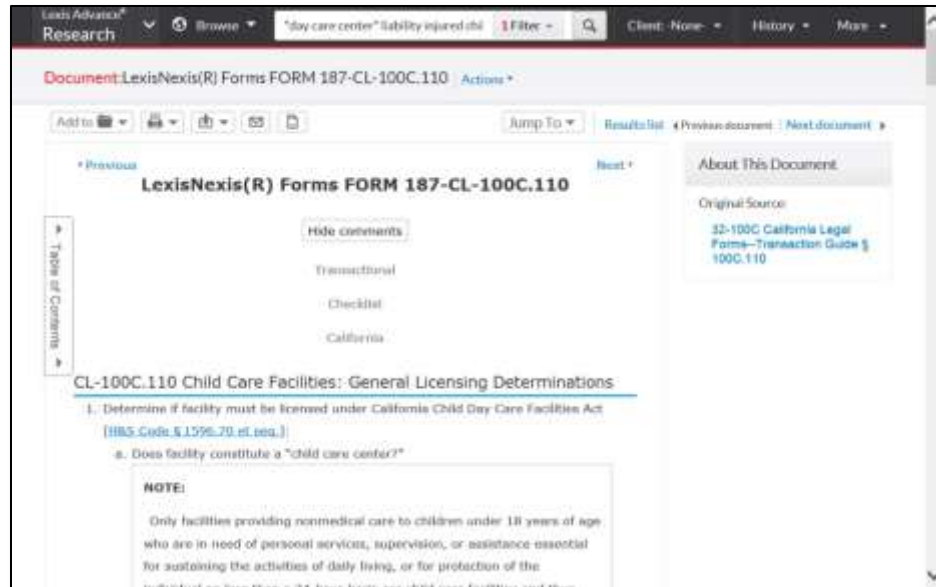 Lexis Advance®
Research
Browse
"day care center" liability injured chi
1 Filter
Client: -None-
History
More
Document:LexisNexis(R) Forms FORM 187-CL-100C.110
Actions
Add to
Jump To
Results list
Previous document
Next document
Previous
Next
LexisNexis(R) Forms FORM 187-CL-100C.110
Hide comments
Transactional
Checklist
California
Table of Contents
About This Document
Original Source
32-100C California Legal
Forms--Transaction Guide §
100C.110
CL-100C.110 Child Care Facilities: General Licensing Determinations
1. Determine if facility must be licensed under California Child Day Care Facilities Act
[H&S Code § 1596.70 et seq.]:
a. Does facility constitute a "child care center?"
NOTE:
Only facilities providing nonmedical care to children under 18 years of age
who are in need of personal services, supervision, or assistance essential
for sustaining the activities of daily living, or for protection of the